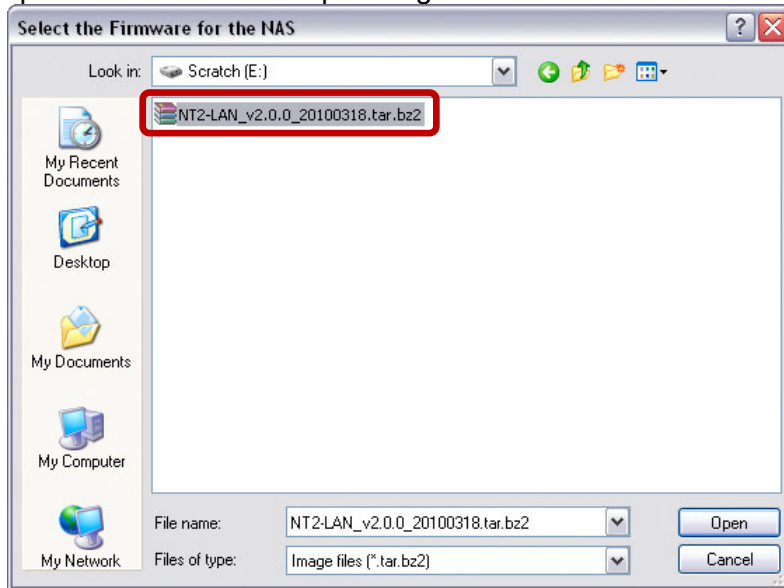 Select the Firmware for the NAS
Look in:
Scratch (E:)
NT2-LAN_v2.0.0_20100318.tar.bz2
My Recent
Documents
Desktop
My Documents
My Computer
My Network
File name:
NT2-LAN_v2.0.0_20100318.tar.bz2
Open
Files of type:
Image files (*.tar.bz2)
Cancel